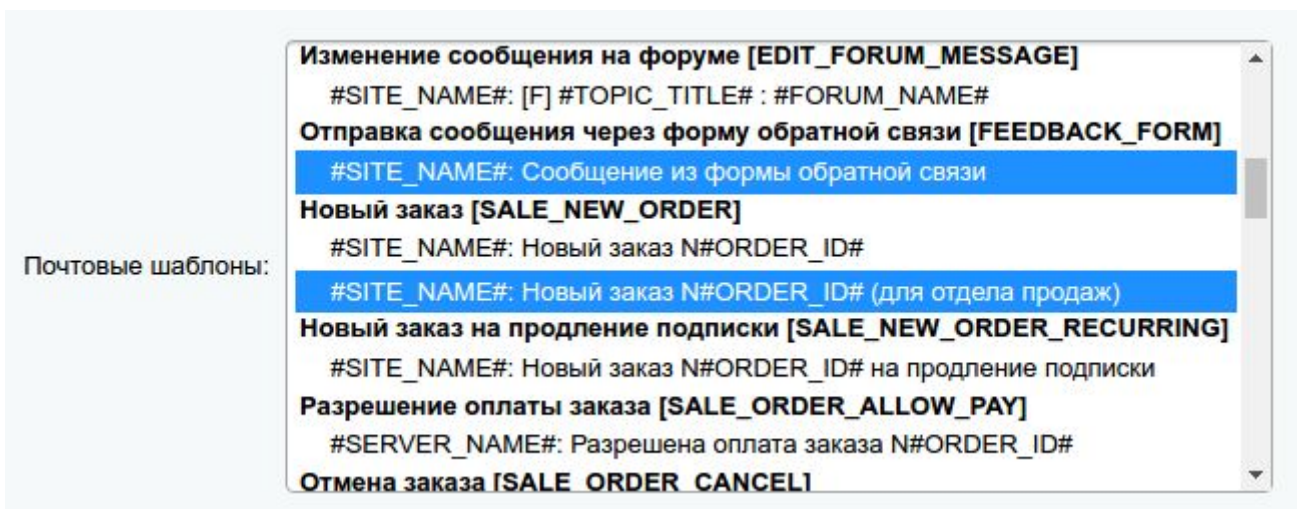 Изменение сообщения на форуме [EDIT_FORUM_MESSAGE]
#SITE_NAME#: [F] #TOPIC_TITLE# : #FORUM_NAME#
Отправка сообщения через форму обратной связи [FEEDBACK_FORM]
#SITE_NAME#: Сообщение из формы обратной связи
Новый заказ [SALE_NEW_ORDER]
#SITE_NAME#: Новый заказ N#ORDER_ID#
Почтовые шаблоны:
#SITE_NAME#: Новый заказ N#ORDER_ID# (для отдела продаж)
Новый заказ на продление подписки [SALE_NEW_ORDER_RECURRING]
#SITE_NAME#: Новый заказ N#ORDER_ID# на продление подписки
Разрешение оплаты заказа [SALE_ORDER_ALLOW_PAY]
#SERVER_NAME#: Разрешена оплата заказа N#ORDER_ID#
Отмена заказа [SALE_ORDER_CANCEL]